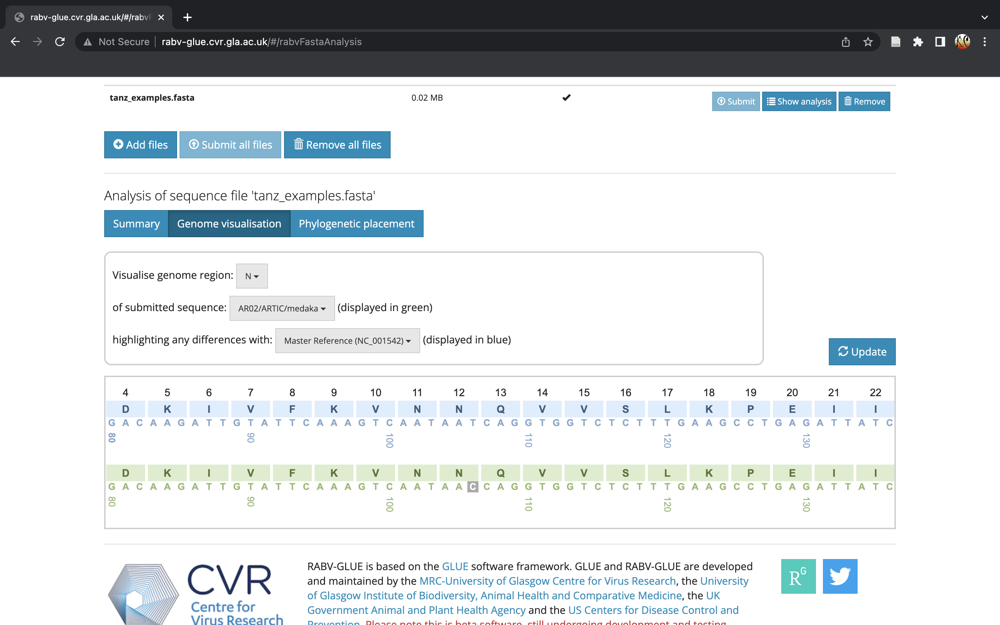 rabv-glue.cvr.gla.ac.uk/#/rabvF
Not Secure rabv-glue.cvr.gla.ac.uk/#/rabvFastaAnalysis
tanz_examples.fasta 0.02 MB Submit Show analysis Remove
Add files Submit all files Remove all files
Analysis of sequence file 'tanz_examples.fasta'
Summary Genome visualisation Phylogenetic placement
Visualise genome region: N
of submitted sequence: AR02/ARTIC/medaka (displayed in green)
highlighting any differences with: Master Reference (NC_001542) (displayed in blue)
Update
4 5 6 7 8 9 10 11 12 13 14 15 16 17 18 19 20 21 22
D K I V F K V N N Q V V S L K P E I I
G A C A A G A T T G T A T T C A A A G T C A A T A A T C A G G T G G T C T C T T T G A A G C C T G A G A T T A T C
80 90 100 110 120 130
D K I V F K V N N Q V V S L K P E I I
G A C A A G A T T G T A T T C A A A G T C A A T A A C C A G G T G G T C T C T T T G A A G C C T G A G A T T A T C
80 90 100 110 120 130
CVR
Centre for
Virus Research
RABV-GLUE is based on the GLUE software framework. GLUE and RABV-GLUE are developed
and maintained by the MRC-University of Glasgow Centre for Virus Research, the University
of Glasgow Institute of Biodiversity, Animal Health and Comparative Medicine, the UK
Government Animal and Plant Health Agency and the US Centers for Disease Control and
Prevention. Please note this is beta software, still undergoing development and testing
RG